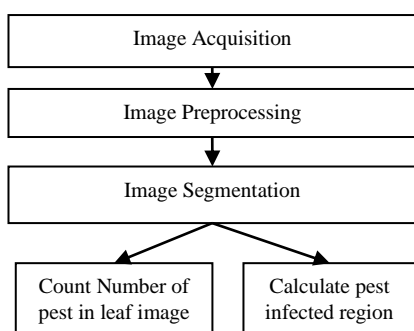 Image Acquisition
Image Preprocessing
Image Segmentation
Count Number of
pest in leaf image
Calculate pest
infected region